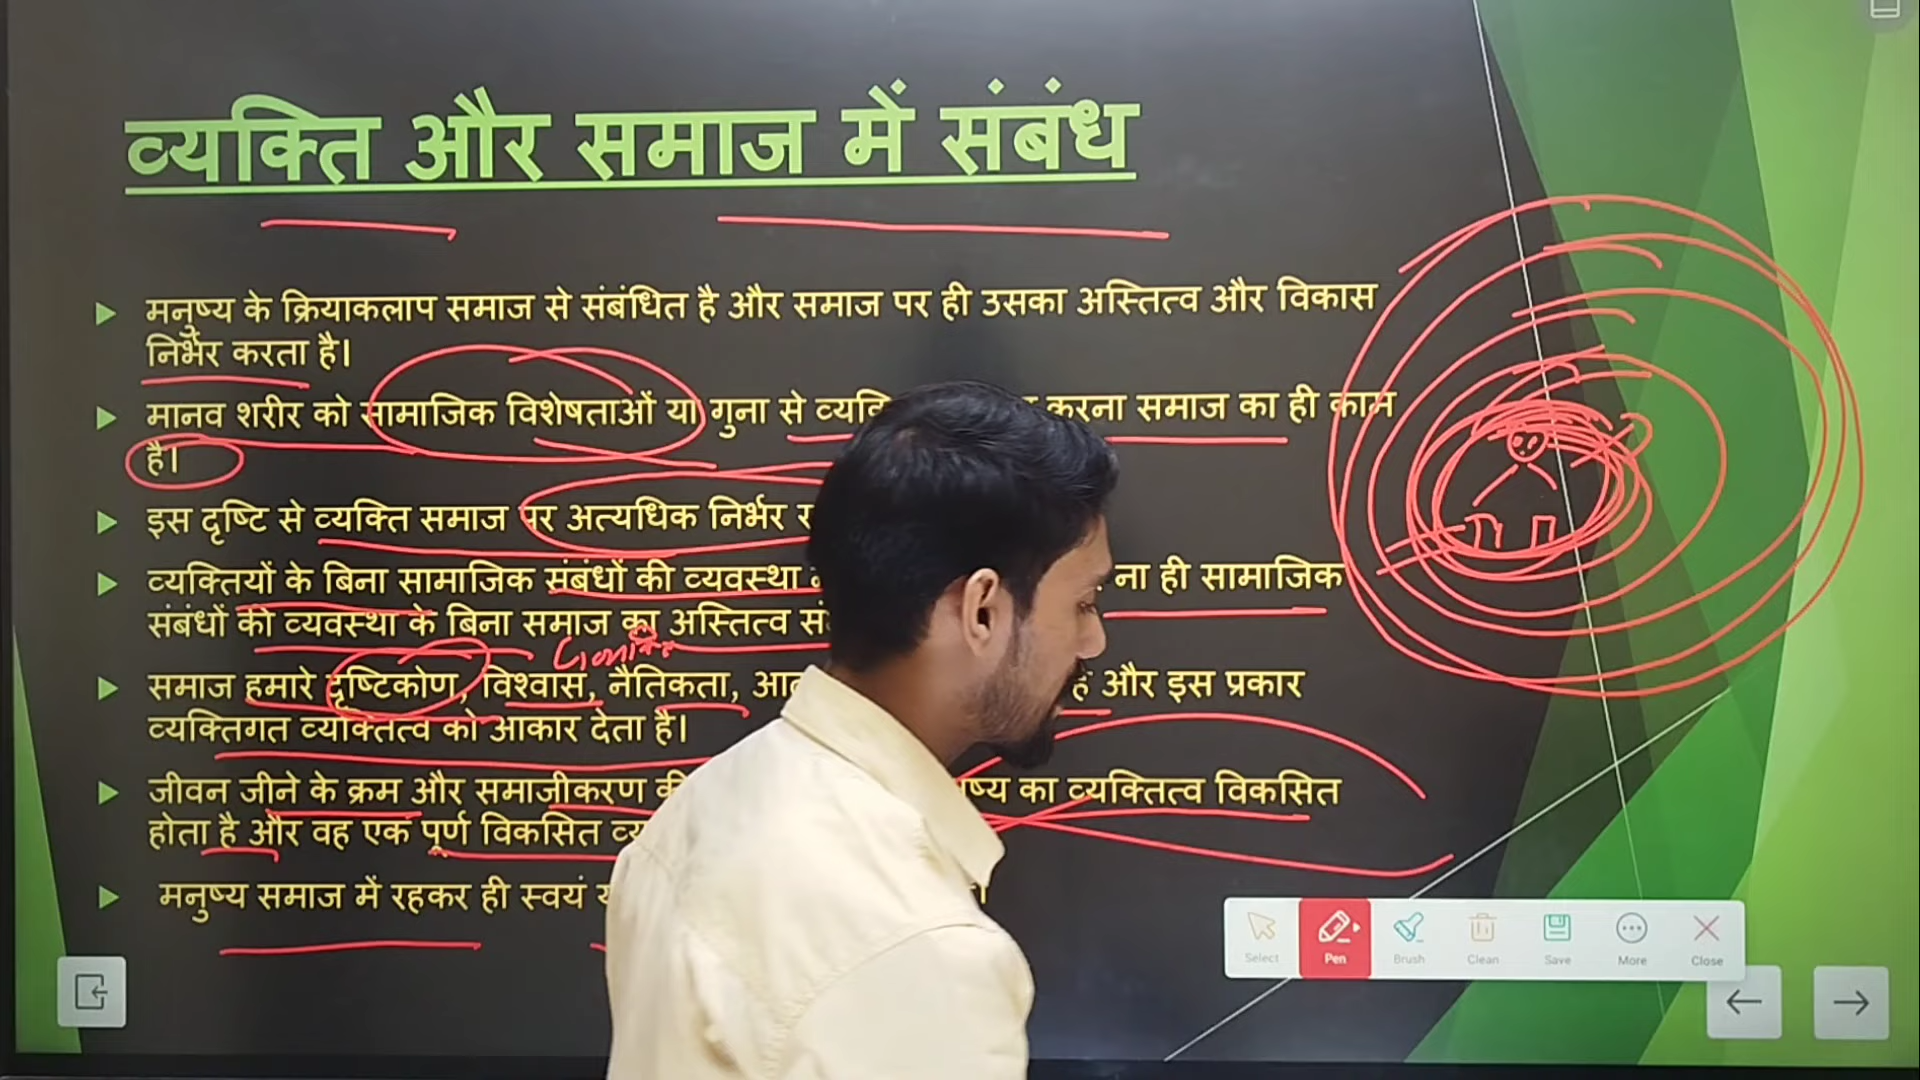 व्यक्ति और समाज में संबंध
मनुष्य के क्रियाकलाप समाज से संबंधित है और समाज पर ही उसका अस्तित्व और विकास
निर्भर करता है।
मानव शरीर को सामाजिक विशेषताओं या गुना से करना समाज का ही काम
है।
इस दृष्टि से व्यक्ति समाज पर अत्यधिक निर्भर
व्यक्तियों के बिना सामाजिक संबंधों की व्यवस्था ना ही सामाजिक
संबंधों की व्यवस्था के बिना समाज का अस्तित्व
समाज हमारे दृष्टिकोण, विश्वास, नैतिकता, और इस प्रकार
व्यक्तिगत व्यक्तित्व को आकार देता है।
जीवन जीने के क्रम और समाजीकरण का व्यक्तित्व विकसित
होता है और वह एक पूर्ण विकसित
मनुष्य समाज में रहकर ही स्वयं
Select Pen Brush Clean Save More Close